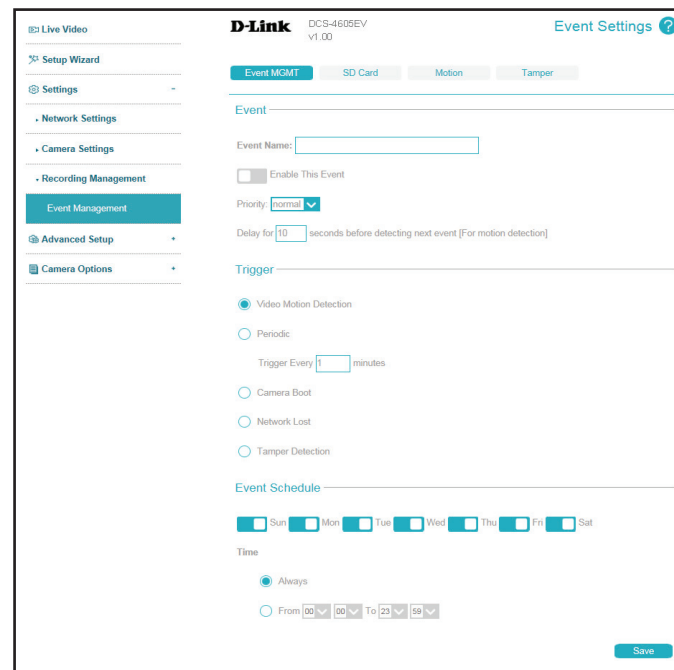 Live Video
Setup Wizard
Settings -
Network Settings
Camera Settings
Recording Management
Event Management
Advanced Setup +
Camera Options +
D-Link DCS-4605EV
v1.00
Event Settings ?
Event MGMT SD Card Motion Tamper
Event
Event Name:
Enable This Event
Priority: normal
Delay for 10 seconds before detecting next event [For motion detection]
Trigger
Video Motion Detection
Periodic
Trigger Every 1 minutes
Camera Boot
Network Lost
Tamper Detection
Event Schedule
Sun Mon Tue Wed Thu Fri Sat
Time
Always
From 00 00 To 23 59
Save